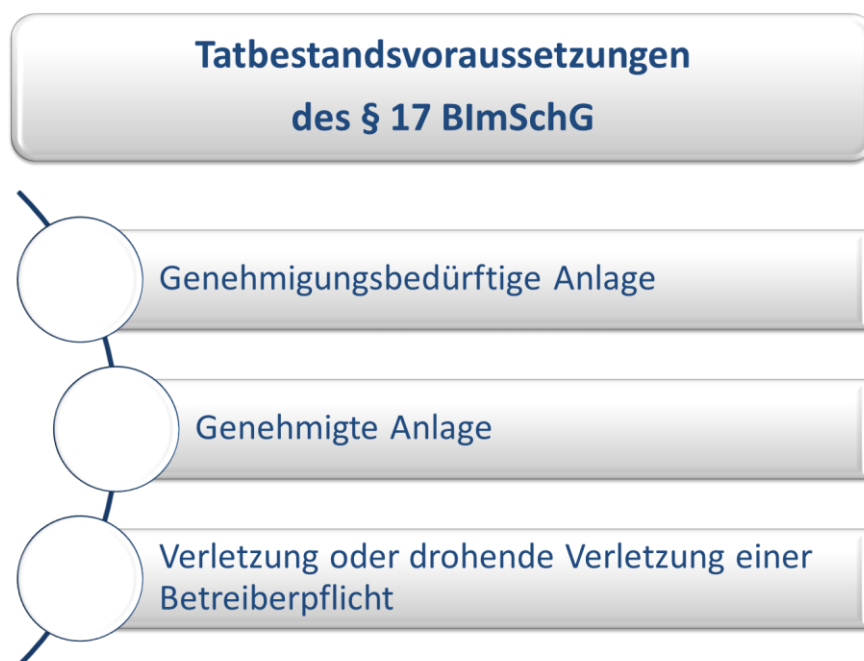 Tatbestandsvoraussetzungen
des § 17 BImSchG
Genehmigungsbedürftige Anlage
Genehmigte Anlage
Verletzung oder drohende Verletzung einer
Betreiberpflicht